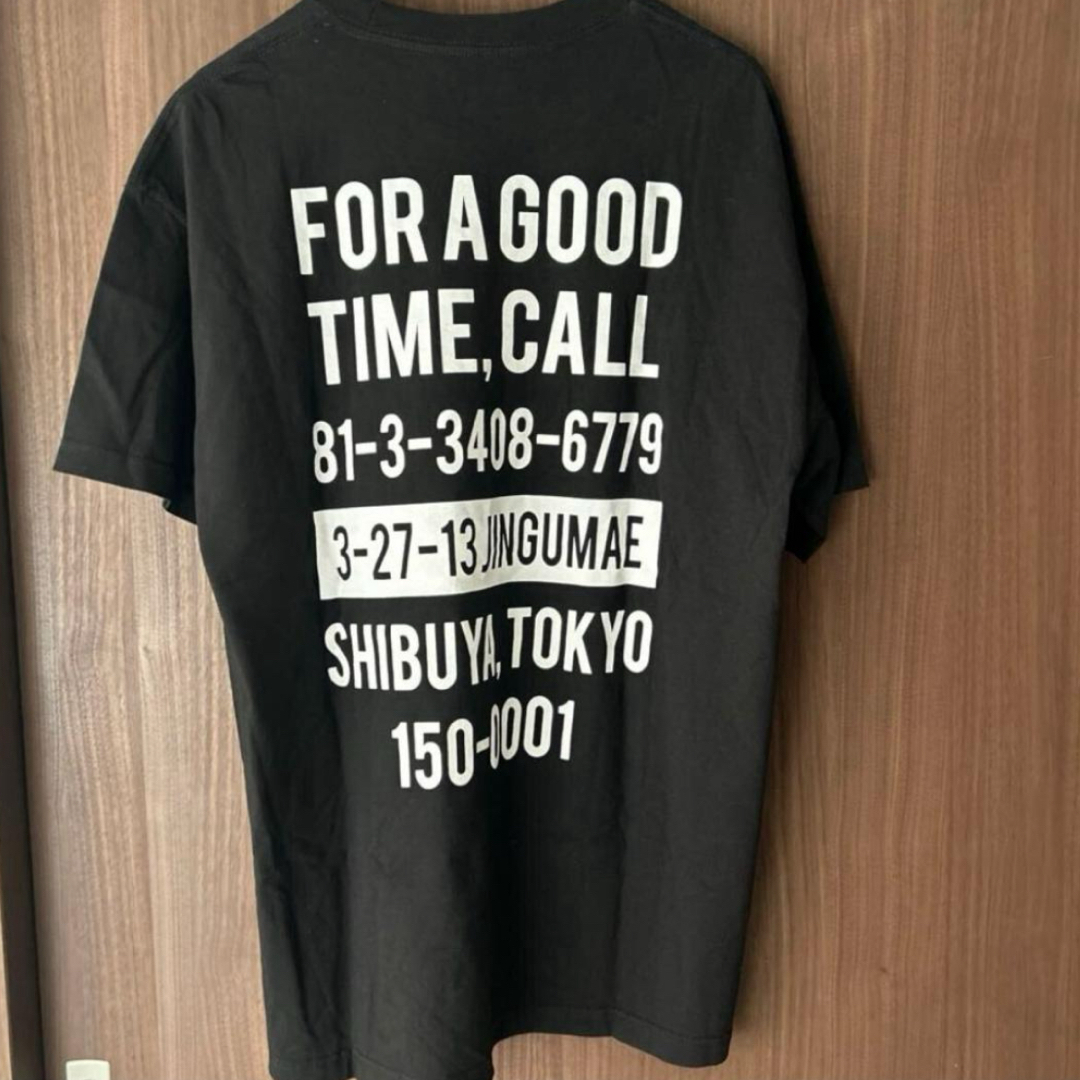 FOR A GOOD
TIME, CALL
81-3-3408-6779
3-27-13 JINGUMAE
SHIBUYA, TOKYO
150-0001